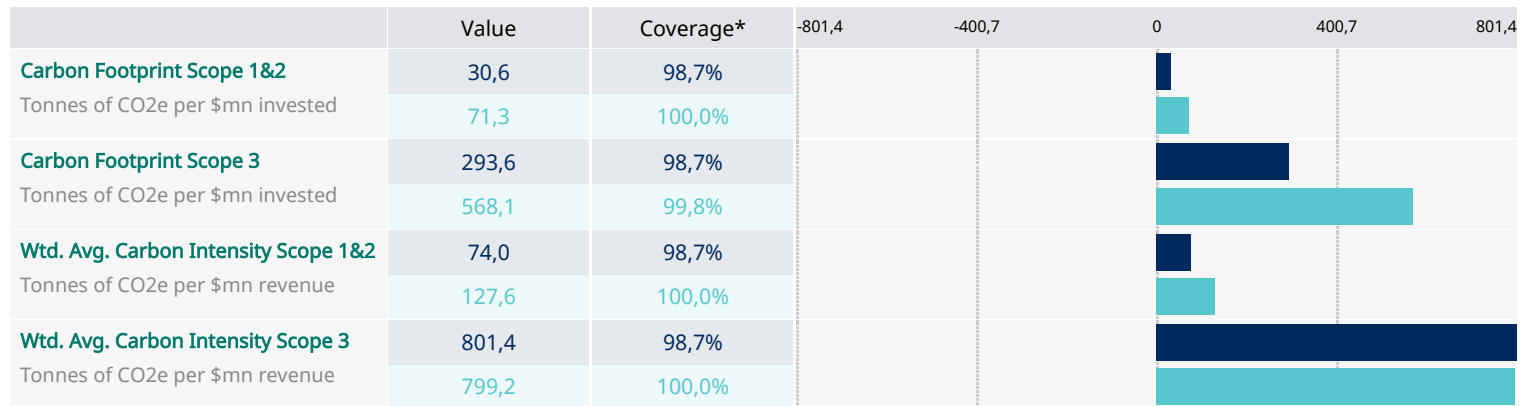 Value Coverage* -801,4 -400,7 0 400,7 801,4
Carbon Footprint Scope 1&2 30,6 98,7%
Tonnes of CO2e per $mn invested 71,3 100,0%
Carbon Footprint Scope 3 293,6 98,7%
Tonnes of CO2e per $mn invested 568,1 99,8%
Wtd. Avg. Carbon Intensity Scope 1&2 74,0 98,7%
Tonnes of CO2e per $mn revenue 127,6 100,0%
Wtd. Avg. Carbon Intensity Scope 3 801,4 98,7%
Tonnes of CO2e per $mn revenue 799,2 100,0%